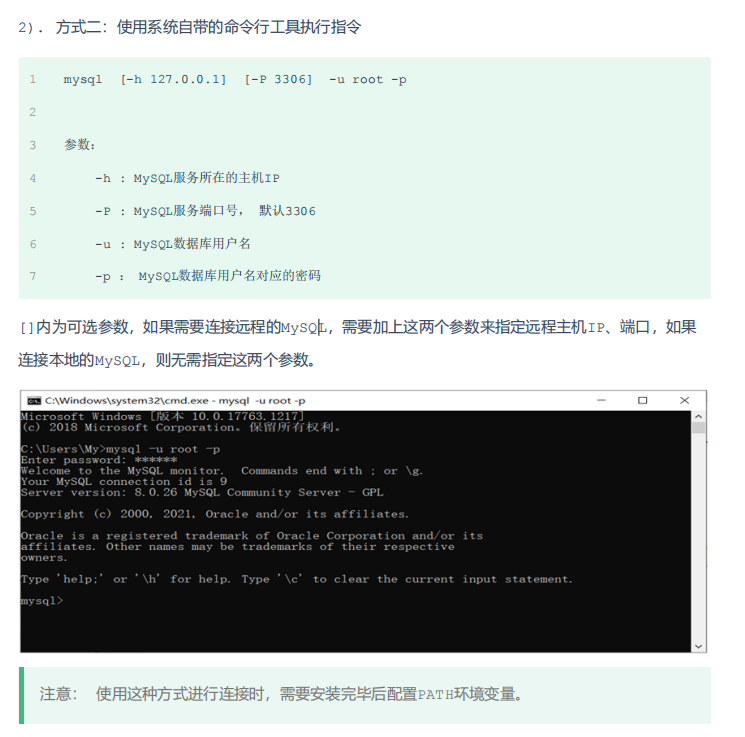 2). 方式二：使用系统自带的命令行工具执行指令
1 mysql [-h 127.0.0.1] [-P 3306] -u root -p
2
3 参数：
4 -h : MySQL服务所在的主机IP
5 -P : MySQL服务端口号， 默认3306
6 -u : MySQL数据库用户名
7 -p ： MySQL数据库用户名对应的密码
[]内为可选参数，如果需要连接远程的MySQL，需要加上这两个参数来指定远程主机IP、端口，如果
连接本地的MySQL，则无需指定这两个参数。
C:\Windows\system32\cmd.exe - mysql -u root -p
Microsoft Windows [版本 10.0.17763.1217]
(c) 2018 Microsoft Corporation。保留所有权利。
C:\Users\My>mysql -u root -p
Enter password: ******
Welcome to the MySQL monitor. Commands end with ; or \g.
Your MySQL connection id is 9
Server version: 8.0.26 MySQL Community Server - GPL
Copyright (c) 2000, 2021, Oracle and/or its affiliates.
Oracle is a registered trademark of Oracle Corporation and/or its
affiliates. Other names may be trademarks of their respective
owners.
Type 'help;' or '\h' for help. Type '\c' to clear the current input statement.
mysql>
注意： 使用这种方式进行连接时，需要安装完毕后配置PATH环境变量。